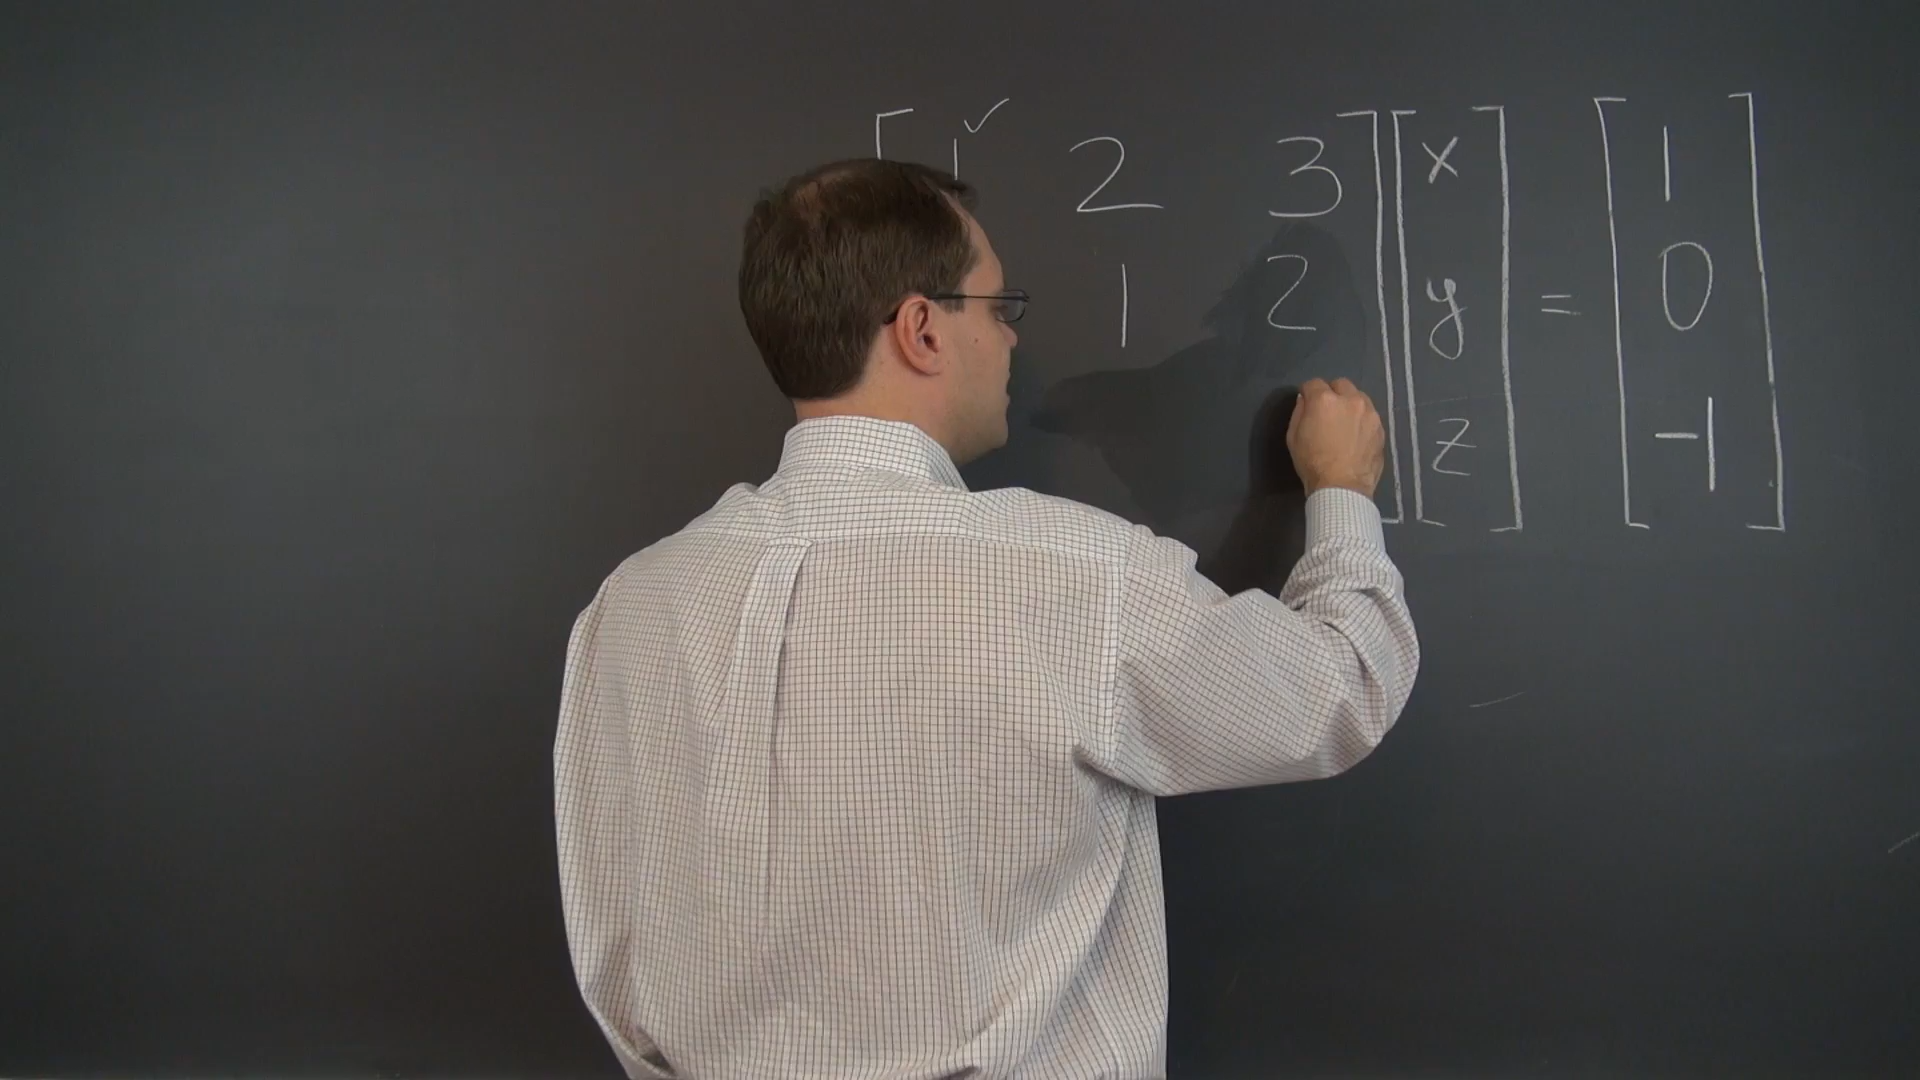 [ 1 ✓ 2 3 ] [ x ] [ 1 ]
1 2 y = 0
z -1